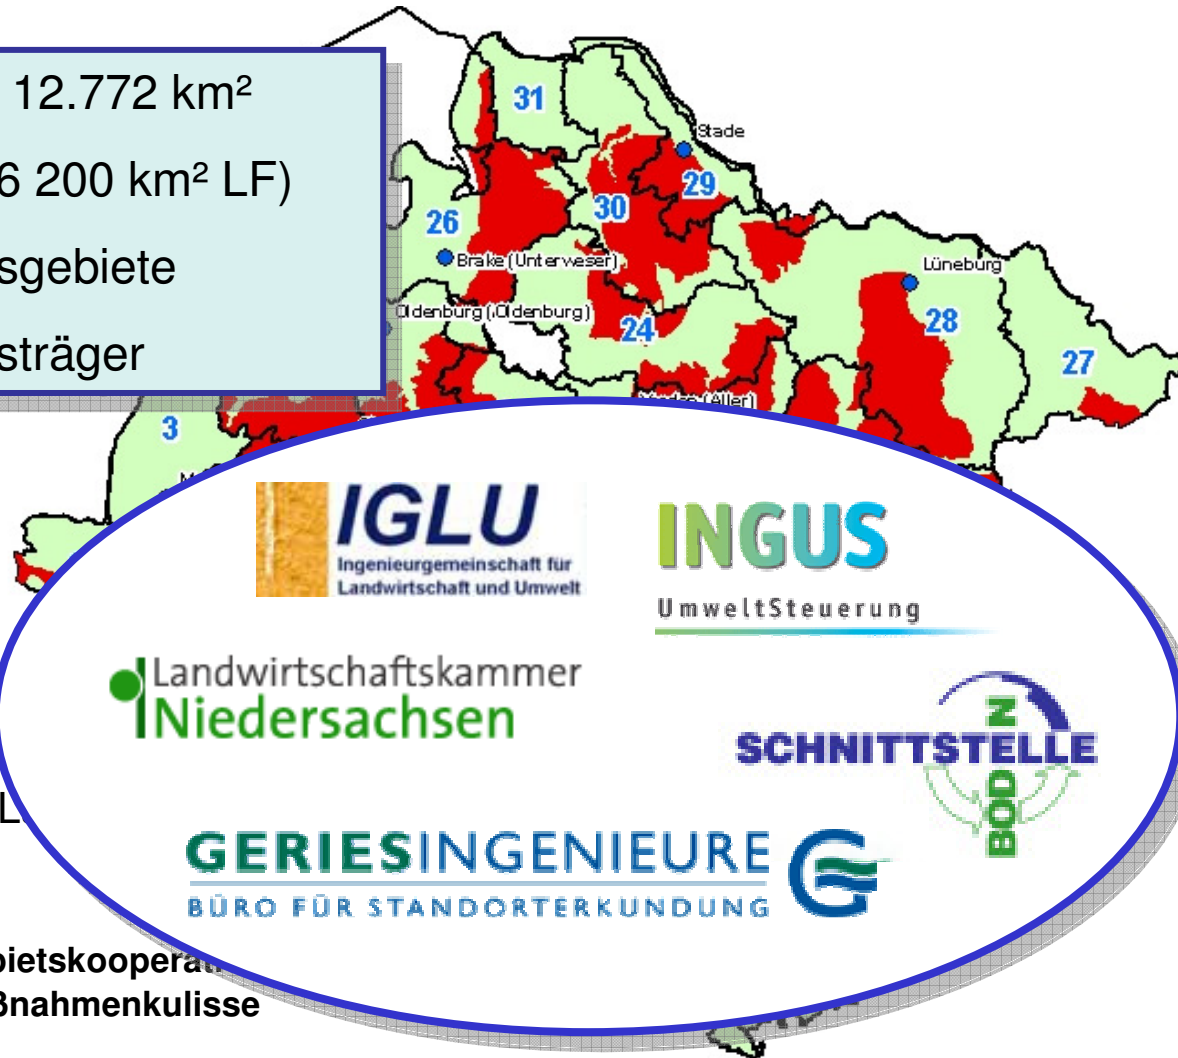 12.772 km²
6 200 km² LF)
sgebiete
sträger
31
Stade
29
30
26
Brake (Unterweser)
Lüneburg
Oldenburg (Oldenburg)
24
28
27
(Aller)
3
IGLU
Ingenieurgemeinschaft für
Landwirtschaft und Umwelt
INGUS
UmweltSteuerung
Landwirtschaftskammer
Niedersachsen
SCHNITTSTELLE
BODEN
GERIESINGENIEURE
BÜRO FÜR STANDORTERKUNDUNG
bietskooperati
ßnahmenkulisse